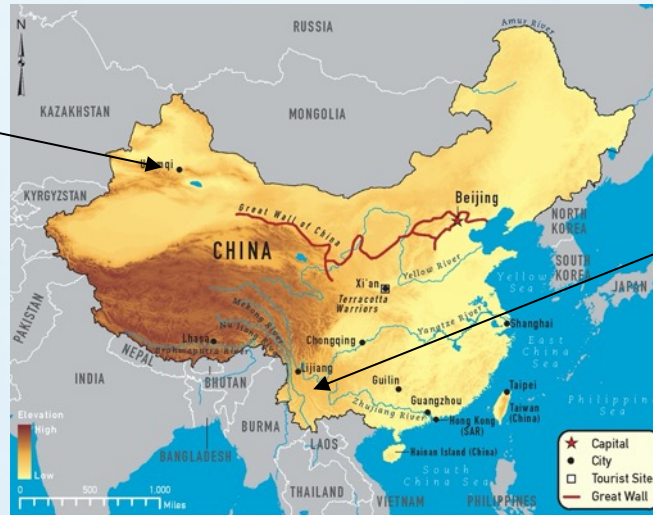 N
RUSSIA
Amur River
KAZAKHSTAN
MONGOLIA
KYRGYZSTAN
Beijing
NORTH
KOREA
Great Wall of China
CHINA
SOUTH
KOREA
Yellow
Sea
JAPAN
Yellow River
Xi'an
Terracotta
Warriors
PAKISTAN
Mekong River
Lhasa
Brahmaputra River
NEPAL
Chongqing
Yangtze River
Shanghai
East
China
Sea
Lijiang
INDIA
BHUTAN
Guilin
Guangzhou
Zhujiang River
Hong Kong
(SAR)
Taipei
Taiwan
(China)
Philippine
Sea
BURMA
LAOS
BANGLADESH
Hainan Island (China)
South
China Sea
THAILAND
VIETNAM
PHILIPPINES
Elevation
High
Low
0 500 1,000
Miles
Capital
City
Tourist Site
Great Wall